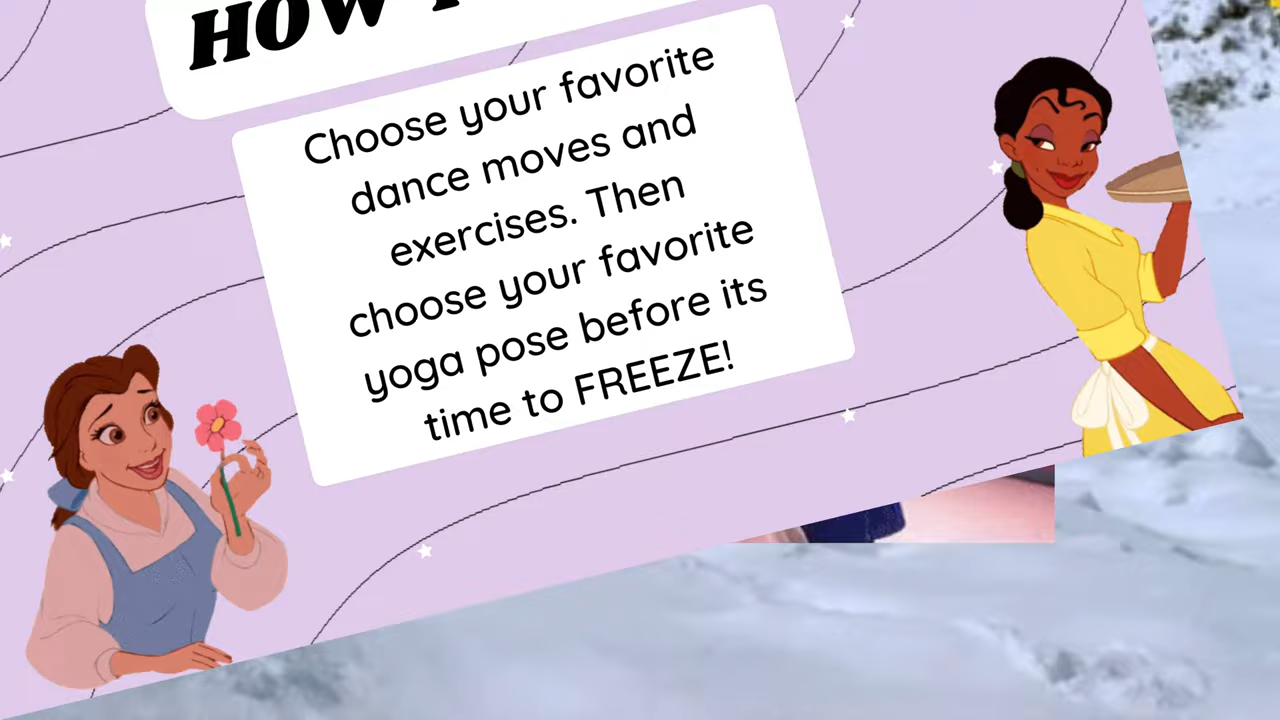 HOW
Choose your favorite
dance moves and
exercises. Then
choose your favorite
yoga pose before its
time to FREEZE!